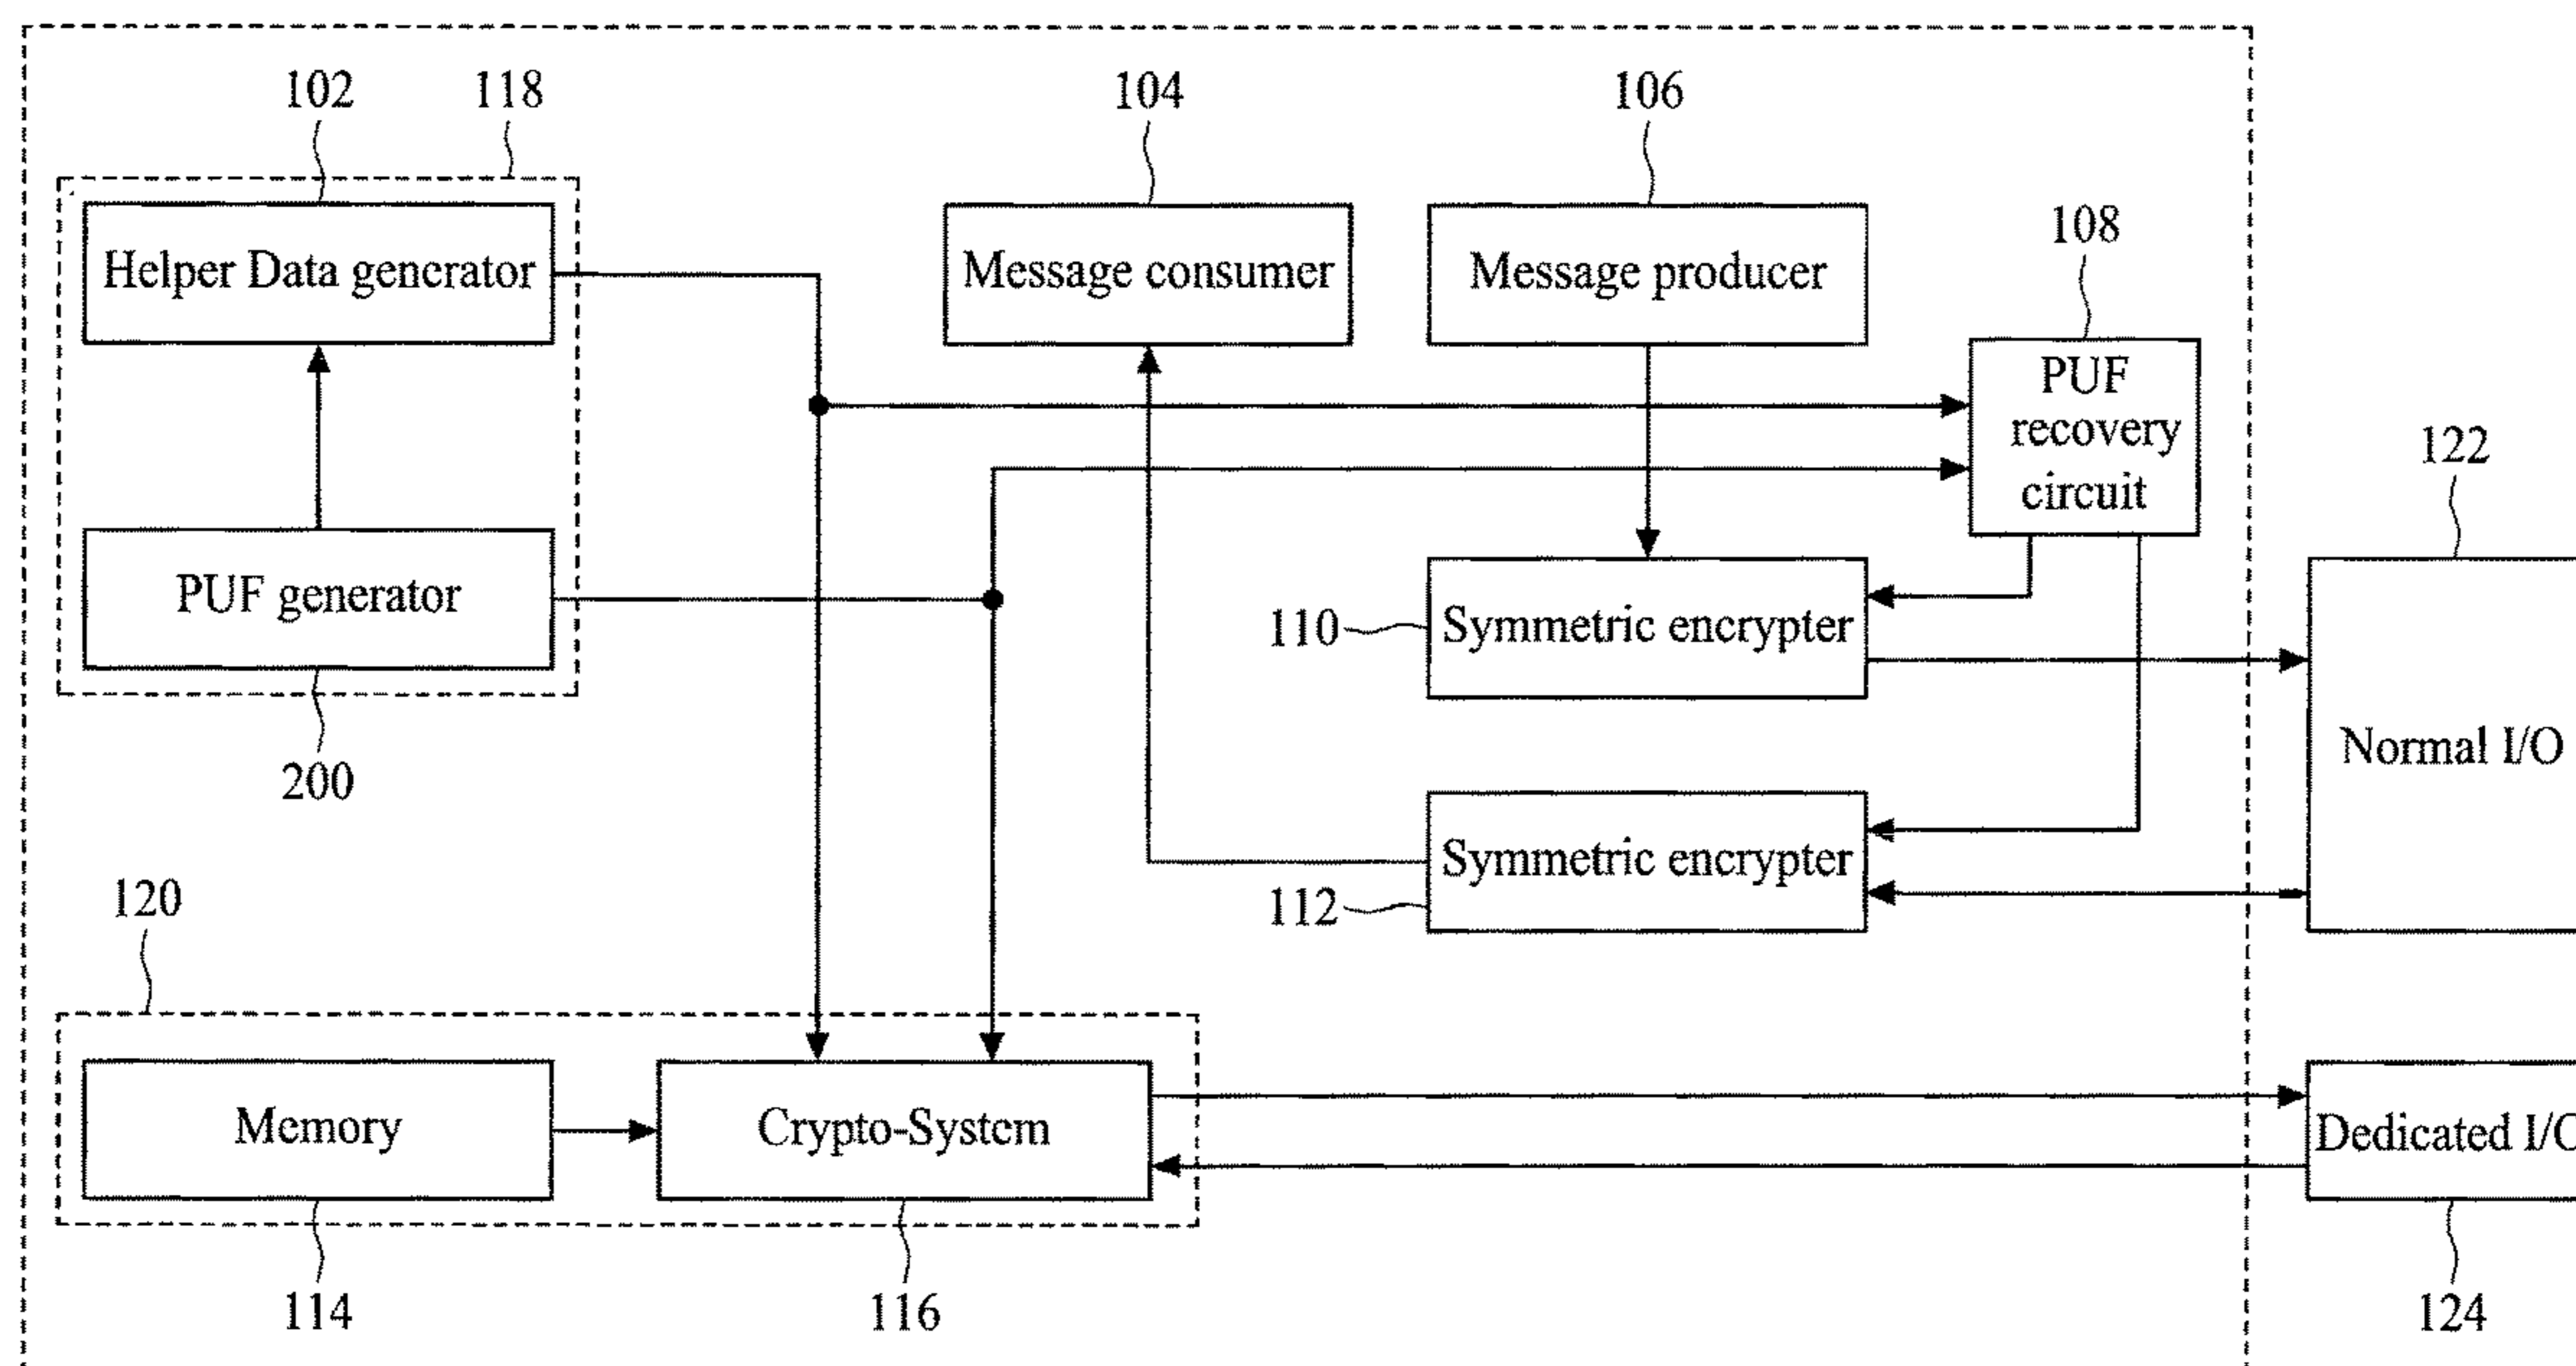 102
118
104
106
Helper Data generator
Message consumer
Message producer
108
PUF
recovery
circuit
122
PUF generator
110
Symmetric encrypter
Normal I/O
200
120
112
Symmetric encrypter
Memory
Crypto-System
Dedicated I/O
114
116
124